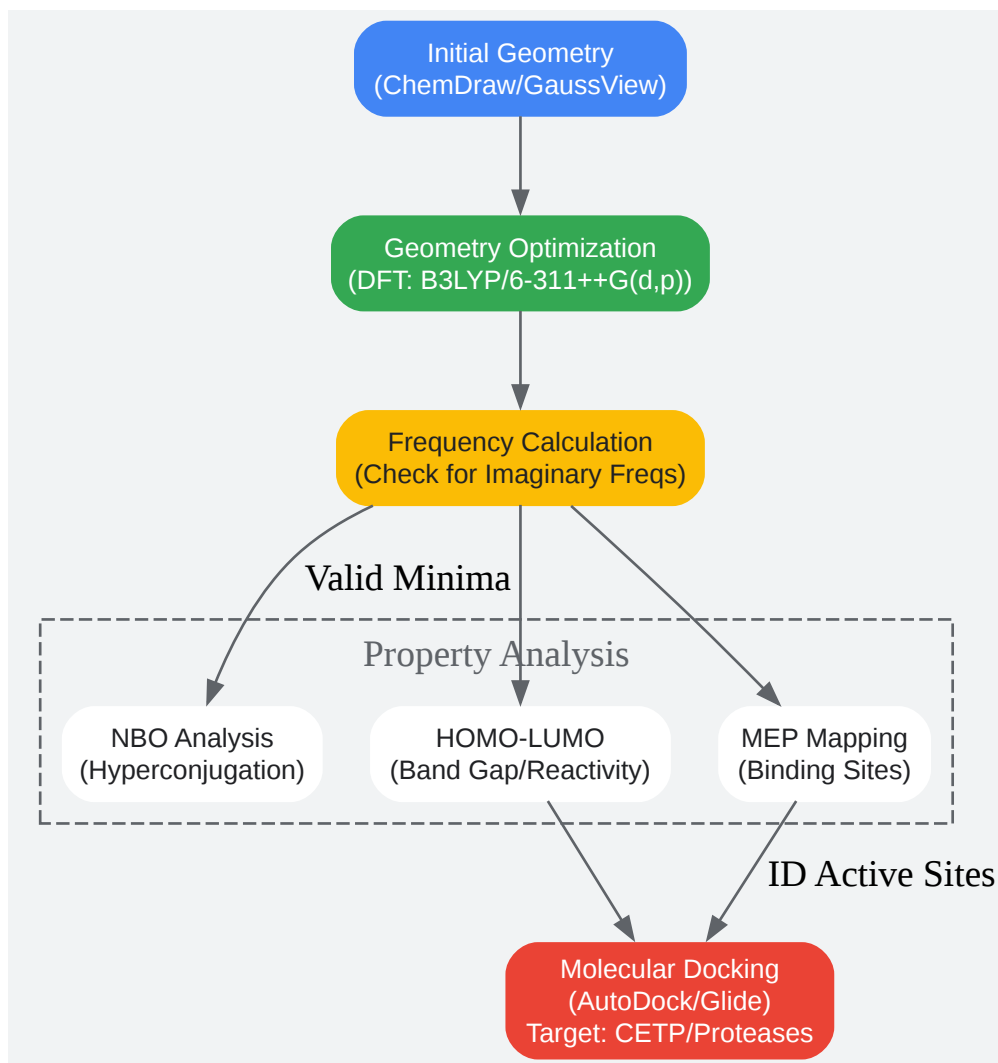 Initial Geometry
(ChemDraw/GaussView)
Geometry Optimization
(DFT: B3LYP/6-311++G(d,p))
Frequency Calculation
(Check for Imaginary Freqs)
Valid Minima
Property Analysis
NBO Analysis
(Hyperconjugation)
HOMO-LUMO
(Band Gap/Reactivity)
MEP Mapping
(Binding Sites)
ID Active Sites
Molecular Docking
(AutoDock/Glide)
Target: CETP/Proteases